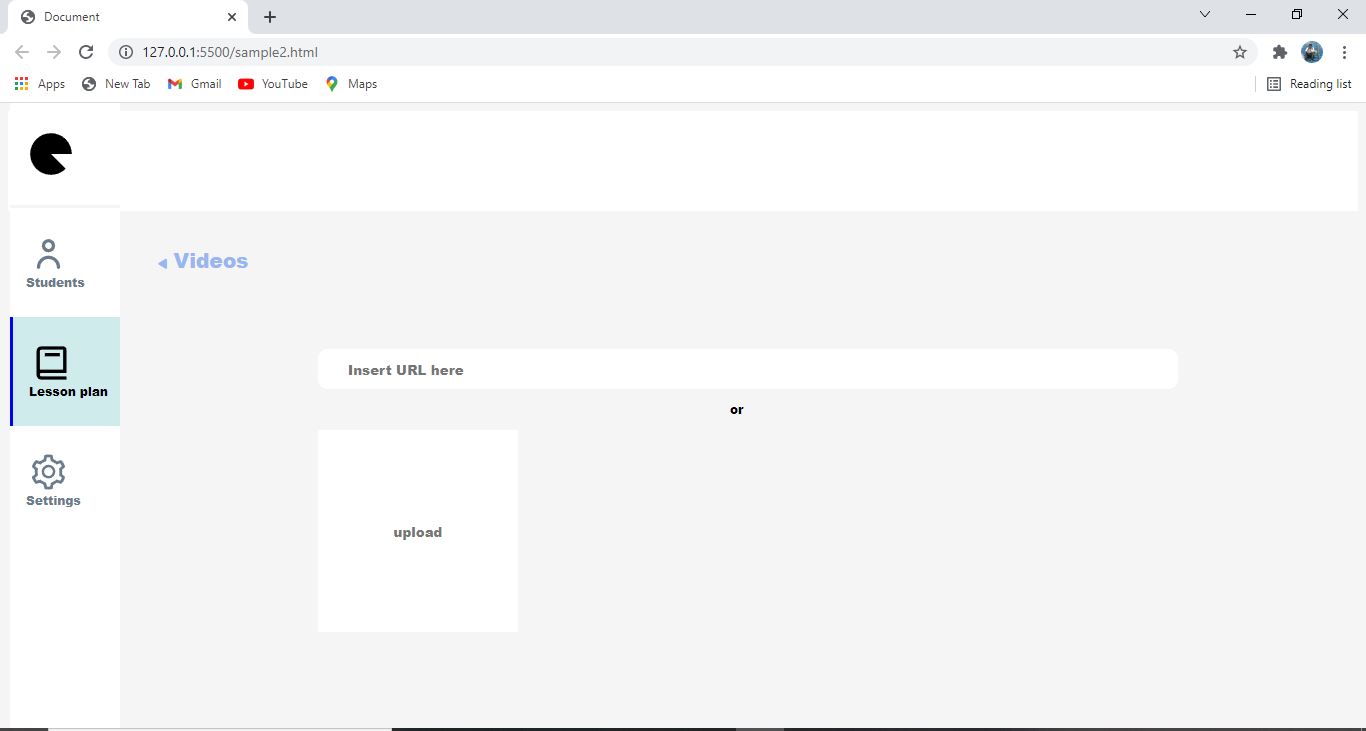 Document
127.0.0.1:5500/sample2.html
Apps New Tab Gmail YouTube Maps Reading list
Videos
Students
Insert URL here
Lesson plan
or
Settings
upload